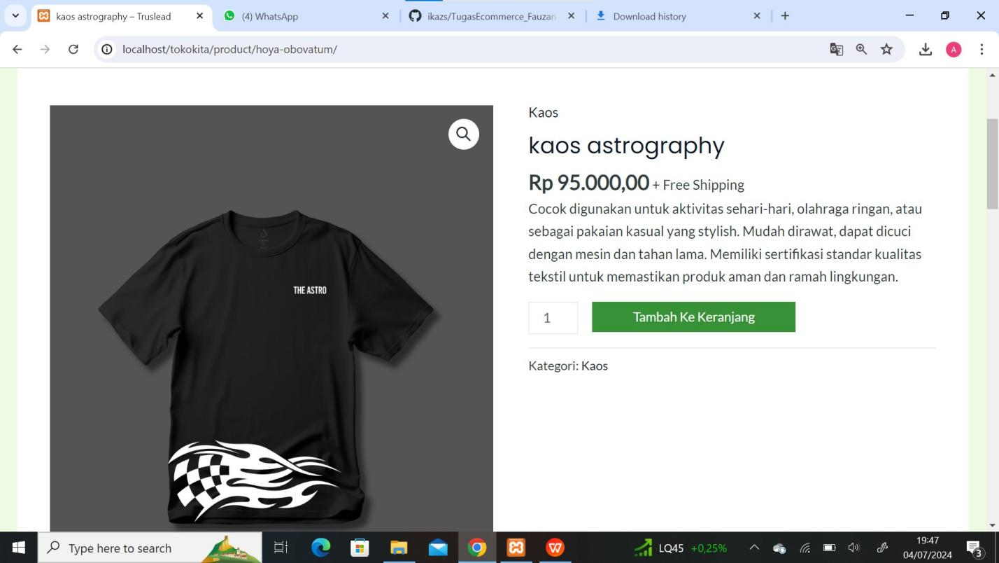 kaos astrography – Truslead
(4) WhatsApp
ikazs/TugasEcommerce_Fauzan
Download history
localhost/tokokita/product/hoya-obovatum/
A
Kaos
kaos astrography
Rp 95.000,00 + Free Shipping
Cocok digunakan untuk aktivitas sehari-hari, olahraga ringan, atau
sebagai pakaian kasual yang stylish. Mudah dirawat, dapat dicuci
dengan mesin dan tahan lama. Memiliki sertifikasi standar kualitas
tekstil untuk memastikan produk aman dan ramah lingkungan.
1
Tambah Ke Keranjang
Kategori: Kaos
THE ASTRO
Type here to search
LQ45 +0,25%
19:47
04/07/2024
3